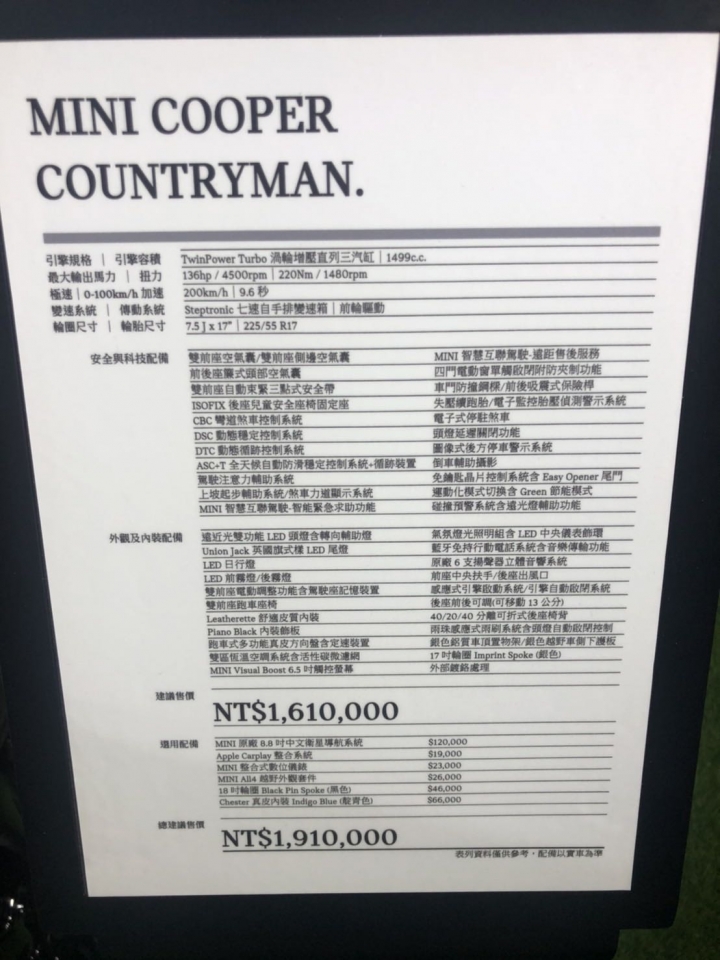 MINI COOPER
COUNTRYMAN.
引擎規格 | 引擎容積 TwinPower Turbo 渦輪增壓直列三汽缸 | 1499c.c.
最大輸出馬力 | 扭力 136hp / 4500rpm | 220Nm / 1480rpm
極速 | 0-100km/h 加速 200km/h | 9.6 秒
變速系統 | 傳動系統 Steptronic 七速自手排變速箱 | 前輪驅動
輪圈尺寸 | 輪胎尺寸 7.5 J x 17" | 225/55 R17
安全與科技配備 雙前座空氣囊/雙前座側邊空氣囊 MINI 智慧互聯駕駛-遠距售後服務
前後座簾式頭部空氣囊 四門電動窗單觸啟閉附防夾制功能
雙前座自動束緊三點式安全帶 車門防撞鋼樑/前後吸震式保險桿
ISOFIX 後座兒童安全座椅固定座 失壓續跑胎/電子監控胎壓偵測警示系統
CBC 彎道煞車控制系統 電子式停駐煞車
DSC 動態穩定控制系統 頭燈延遲關閉功能
DTC 動態循跡控制系統 圖像式後方停車警示系統
ASC+T 全天候自動防滑穩定控制系統+循跡裝置 倒車輔助攝影
駕駛注意力輔助系統 免鑰匙晶片控制系統含 Easy Opener 尾門
上坡起步輔助系統/煞車力道顯示系統 運動化模式切換含 Green 節能模式
MINI 智慧互聯駕駛-智能緊急求助功能 碰撞預警系統含遠光燈輔助功能
外觀及內裝配備 遠近光雙功能 LED 頭燈含轉向輔助燈 氣氛燈光照明組含 LED 中央儀表飾環
Union Jack 英國旗式樣 LED 尾燈 藍牙免持行動電話系統含音樂傳輸功能
LED 日行燈 原廠 6 支揚聲器立體音響系統
LED 前霧燈/後霧燈 前座中央扶手/後座出風口
雙前座電動調整功能含駕駛座記憶裝置 感應式引擎啟動系統/引擎自動啟閉系統
雙前座跑車座椅 後座前後可調(可移動 13 公分)
Leatherette 舒適皮質內裝 40/20/40 分離可折式後座椅背
Piano Black 內裝飾板 雨珠感應式雨刷系統含頭燈自動啟閉控制
跑車式多功能真皮方向盤含定速裝置 銀色鋁質車頂置物架/銀色越野車側下護板
雙區恆溫空調系統含活性碳微濾網 17 吋輪圈 Imprint Spoke (銀色)
MINI Visual Boost 6.5 吋觸控螢幕 外部鍍鉻處理
建議售價 NT$1,610,000
選用配備 MINI 原廠 8.8 吋中文衛星導航系統 $120,000
Apple Carplay 整合系統 $19,000
MINI 整合式數位儀錶 $23,000
MINI All4 越野外觀套件 $26,000
18 吋輪圈 Black Pin Spoke (黑色) $46,000
Chester 真皮內裝 Indigo Blue (靛青色) $66,000
總建議售價 NT$1,910,000
表列資料僅供參考，配備以實車為準